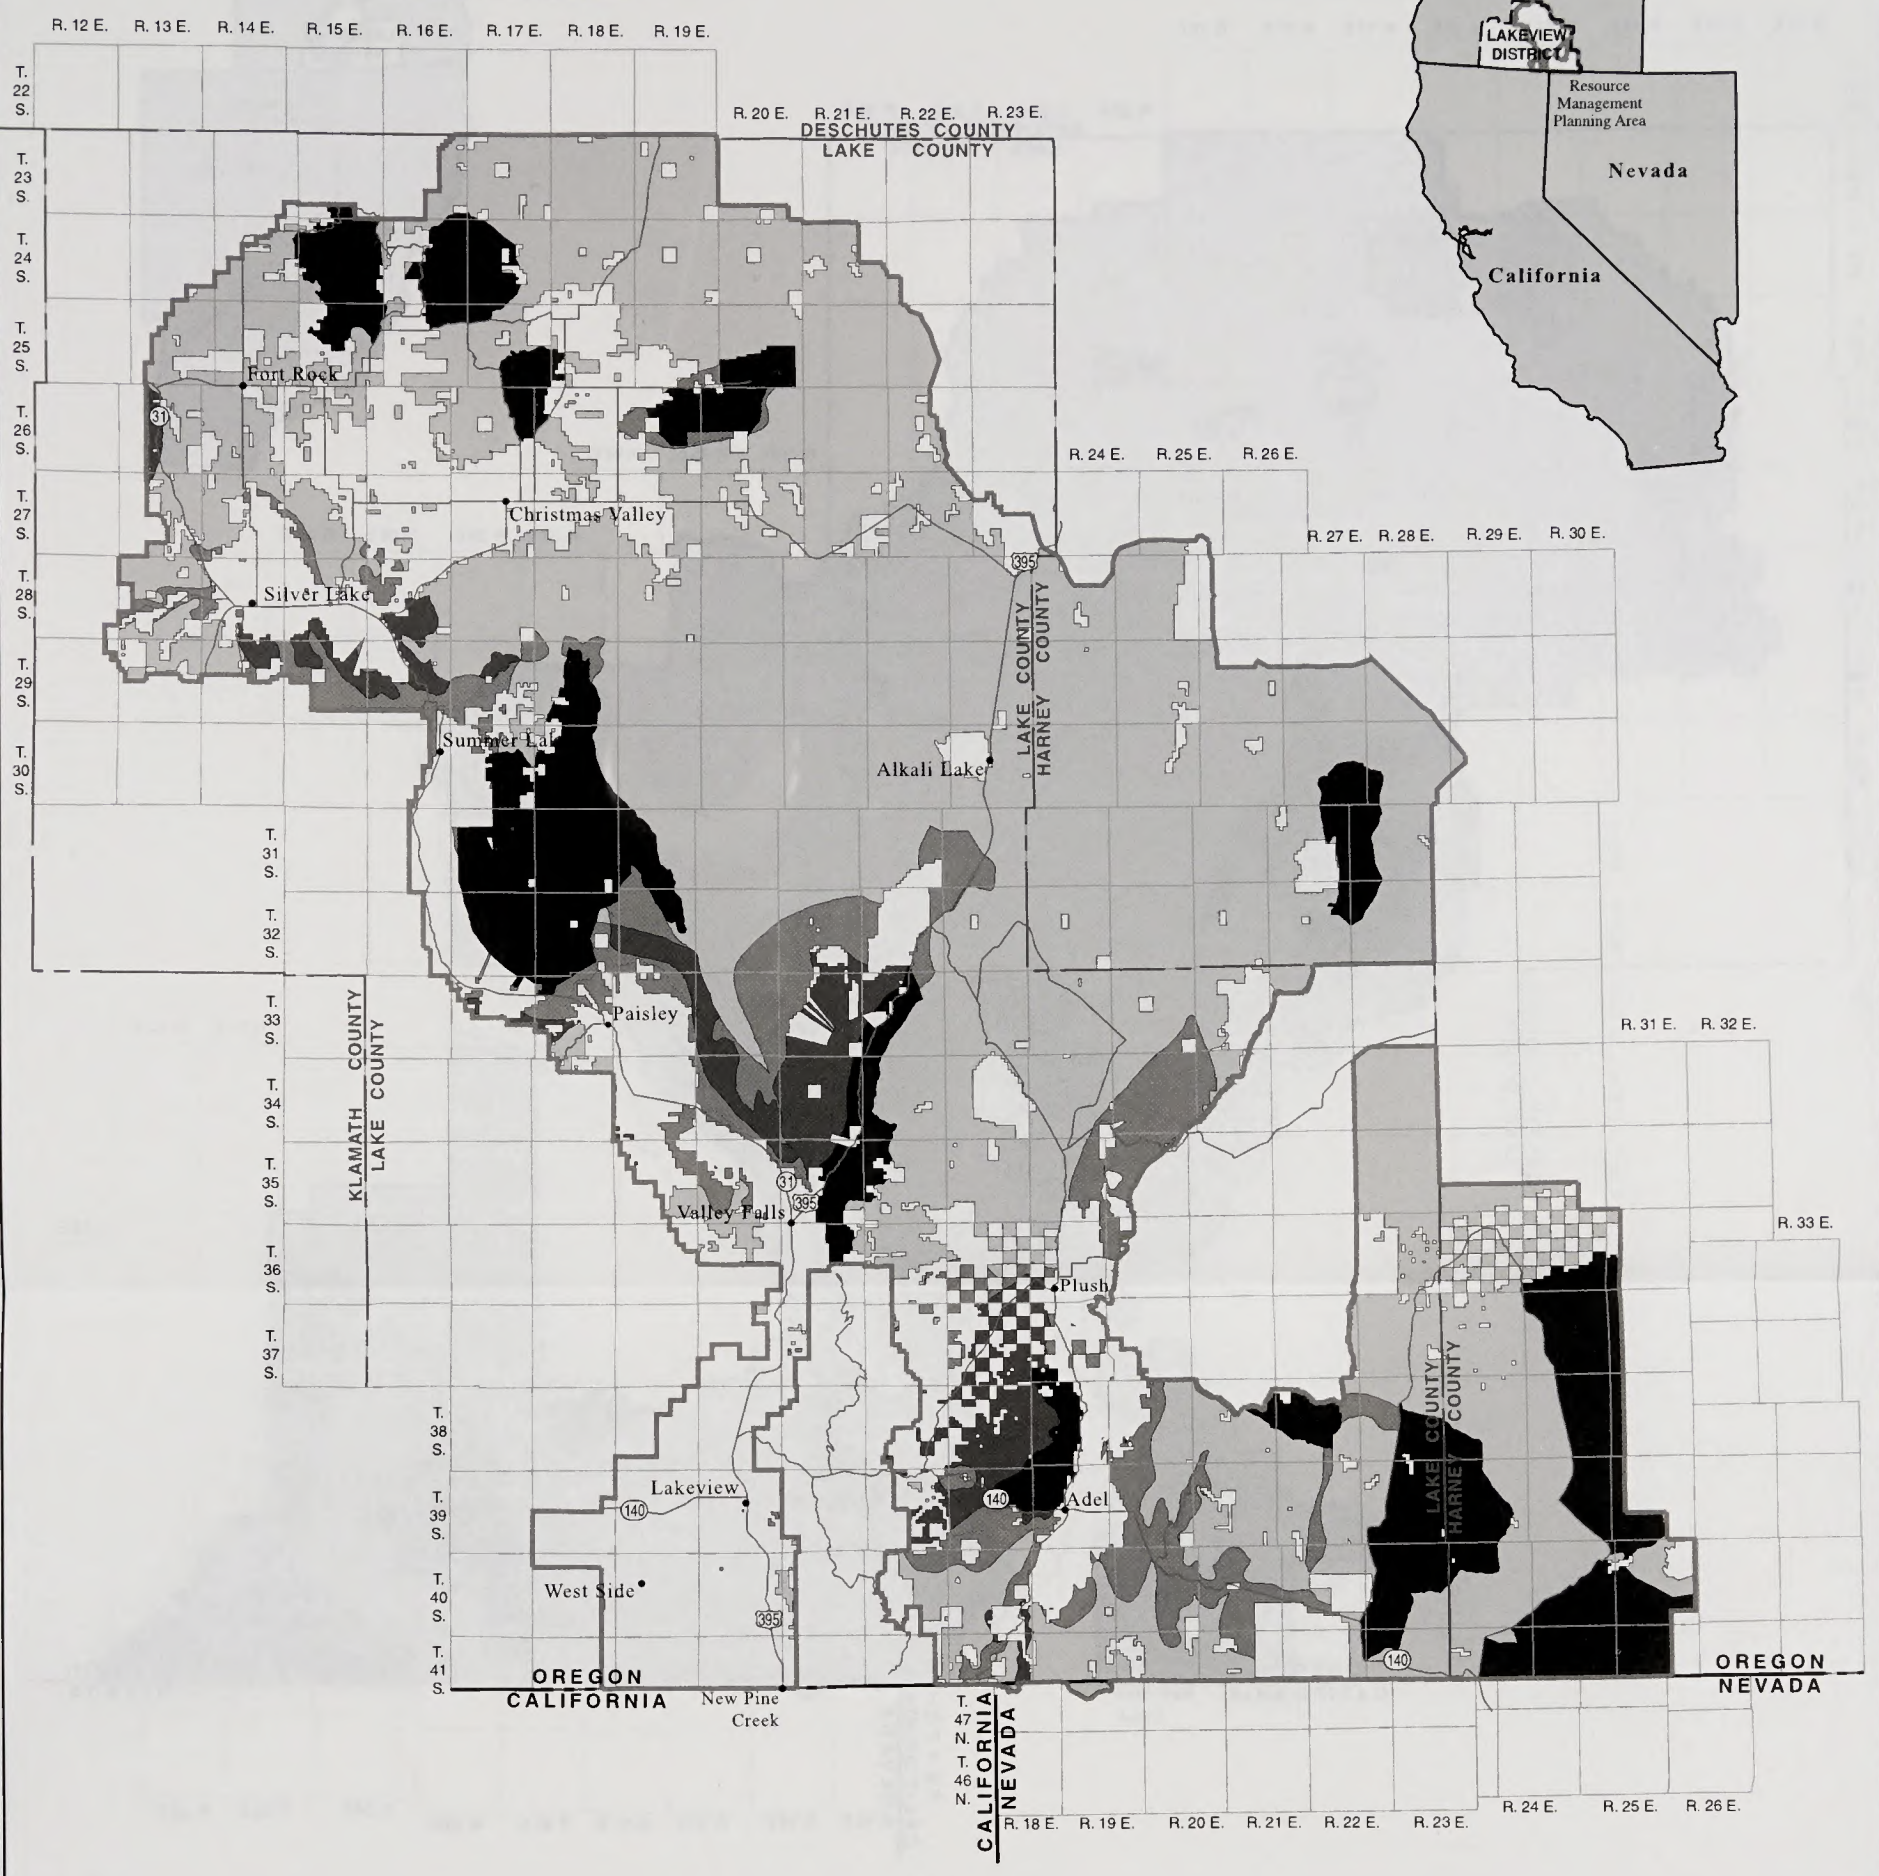 R. 12 E. R. 13 E. R. 14 E. R. 15 E. R. 16 E. R. 17 E. R. 18 E. R. 19 E.
LAKEVIEW
DISTRICT
Resource
Management
Planning Area
Nevada
California
T.
22
S.
R. 20 E. R. 21 E. R. 22 E. R. 23 E.
DESCHUTES COUNTY
LAKE COUNTY
T.
23
S.
T.
24
S.
T.
25
S.
Fort Rock
31
T.
26
S.
R. 24 E. R. 25 E. R. 26 E.
T.
27
S.
Christmas Valley
R. 27 E. R. 28 E. R. 29 E. R. 30 E.
395
T.
28
S.
Silver Lake
LAKE COUNTY
HARNEY COUNTY
T.
29
S.
Summer Lak
T.
30
S.
Alkali Lake
T.
31
S.
T.
32
S.
T.
33
S.
Paisley
KLAMATH COUNTY
LAKE COUNTY
R. 31 E. R. 32 E.
T.
34
S.
T.
35
S.
31
395
Valley Falls
R. 33 E.
T.
36
S.
Plush
T.
37
S.
LAKE COUNTY
HARNEY COUNTY
T.
38
S.
Lakeview
140
140
Adel
T.
39
S.
West Side
T.
40
S.
395
T.
41
S.
140
OREGON
CALIFORNIA
OREGON
NEVADA
New Pine
Creek
T.
47
N.
T.
46
N.
CALIFORNIA
NEVADA
R. 24 E. R. 25 E. R. 26 E.
R. 18 E. R. 19 E. R. 20 E. R. 21 E. R. 22 E. R. 23 E.